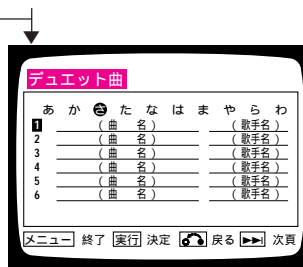 デュエット曲
あ か さ た な は ま や ら わ
1 (曲 名) (歌手名)
2 (曲 名) (歌手名)
3 (曲 名) (歌手名)
4 (曲 名) (歌手名)
5 (曲 名) (歌手名)
6 (曲 名) (歌手名)
メニュー 終了 実行 決定 戻る 次頁